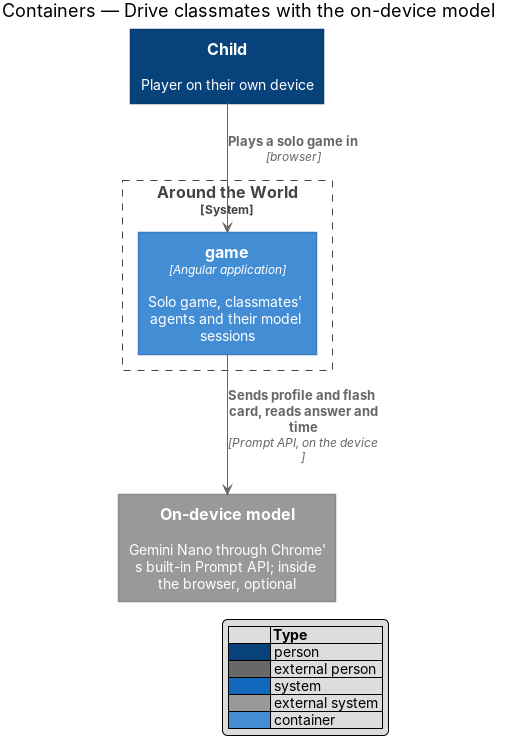 Containers — Drive classmates with the on-device model
Child
Player on their own device
Plays a solo game in
[browser]
Around the World
[System]
game
[Angular application]
Solo game, classmates'
agents and their model
sessions
Sends profile and flash
card, reads answer and
time
[Prompt API, on the device
]
On-device model
Gemini Nano through Chrome'
s built-in Prompt API; inside
the browser, optional
Type
person
external person
system
external system
container